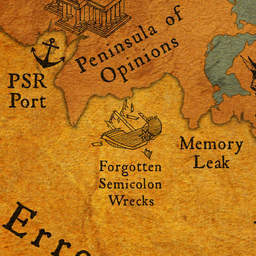 Peninsula of
Opinions
PSR
Port
Memory
Leak
Forgotten
Semicolon
Wrecks